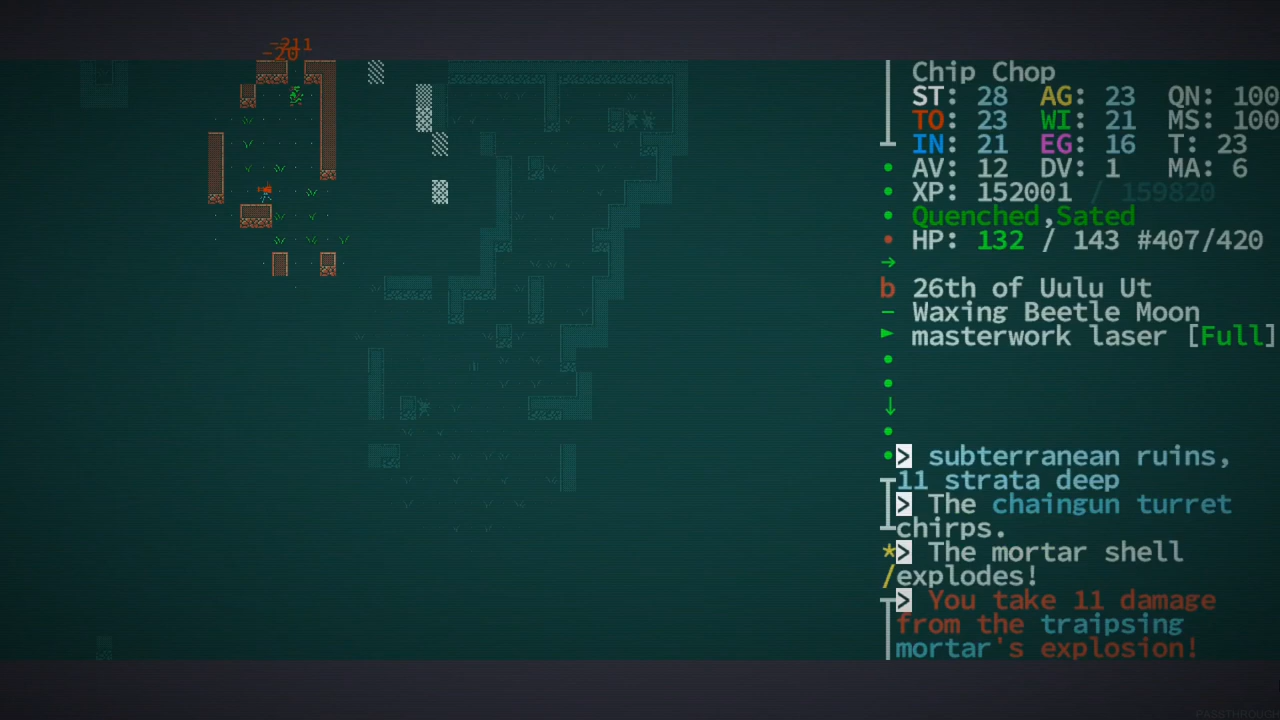 -211
-20
Chip Chop
ST: 28 AG: 23 QN: 100
TO: 23 WI: 21 MS: 100
IN: 21 EG: 16 T: 23
AV: 12 DV: 1 MA: 6
XP: 152001 / 159820
Quenched,Sated
HP: 132 / 143 #407/420
b 26th of Uulu Ut
Waxing Beetle Moon
masterwork laser [Full]
> subterranean ruins,
11 strata deep
> The chaingun turret
chirps.
*> The mortar shell
/explodes!
> You take 11 damage
from the traipsing
mortar's explosion!